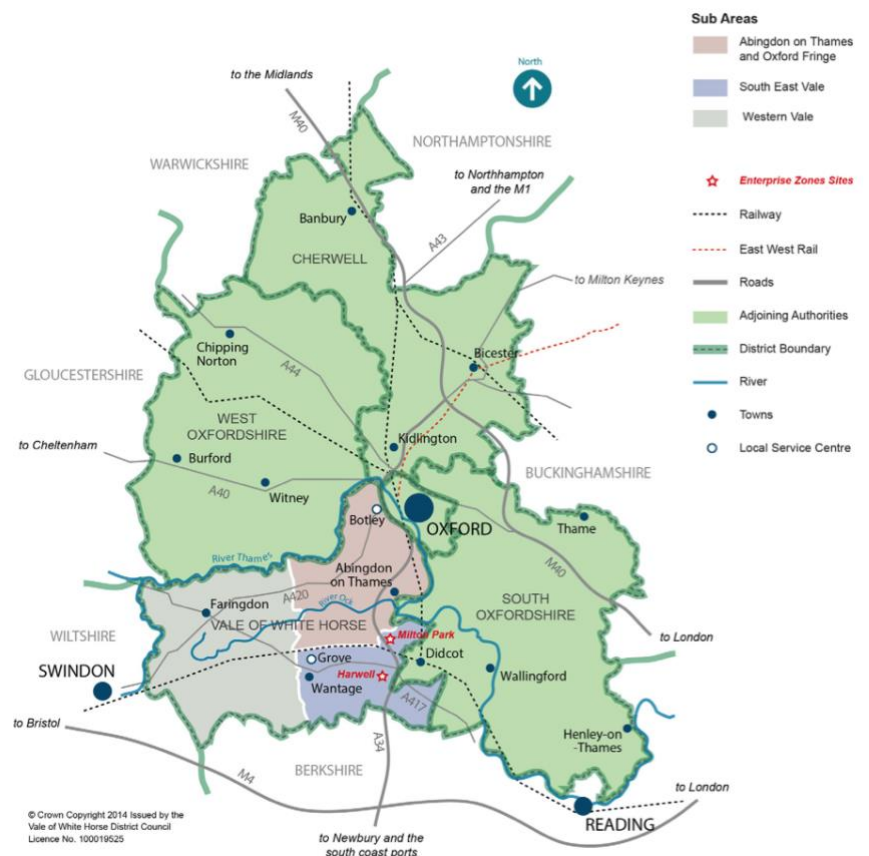 Sub Areas
Abingdon on Thames
and Oxford Fringe
South East Vale
Western Vale
Enterprise Zones Sites
Railway
East West Rail
Roads
Adjoining Authorities
District Boundary
River
Towns
Local Service Centre
North
to the Midlands
M40
NORTHAMPTONSHIRE
WARWICKSHIRE
to Northhampton
and the M1
Banbury
A43
CHERWELL
to Milton Keynes
Chipping
Norton
Bicester
A44
GLOUCESTERSHIRE
WEST
OXFORDSHIRE
Kidlington
to Cheltenham
Burford
BUCKINGHAMSHIRE
A40
Witney
Botley
OXFORD
Thame
River Thames
M40
Abingdon
on Thames
A420
River Ock
SOUTH
OXFORDSHIRE
Faringdon
VALE OF WHITE HORSE
WILTSHIRE
Milton Park
to London
SWINDON
Grove
Didcot
Harwell
Wallingford
Wantage
A417
to Bristol
A34
Henley-on
-Thames
BERKSHIRE
M4
to London
READING
© Crown Copyright 2014 Issued by the
Vale of White Horse District Council
Licence No. 100019525
to Newbury and the
south coast ports